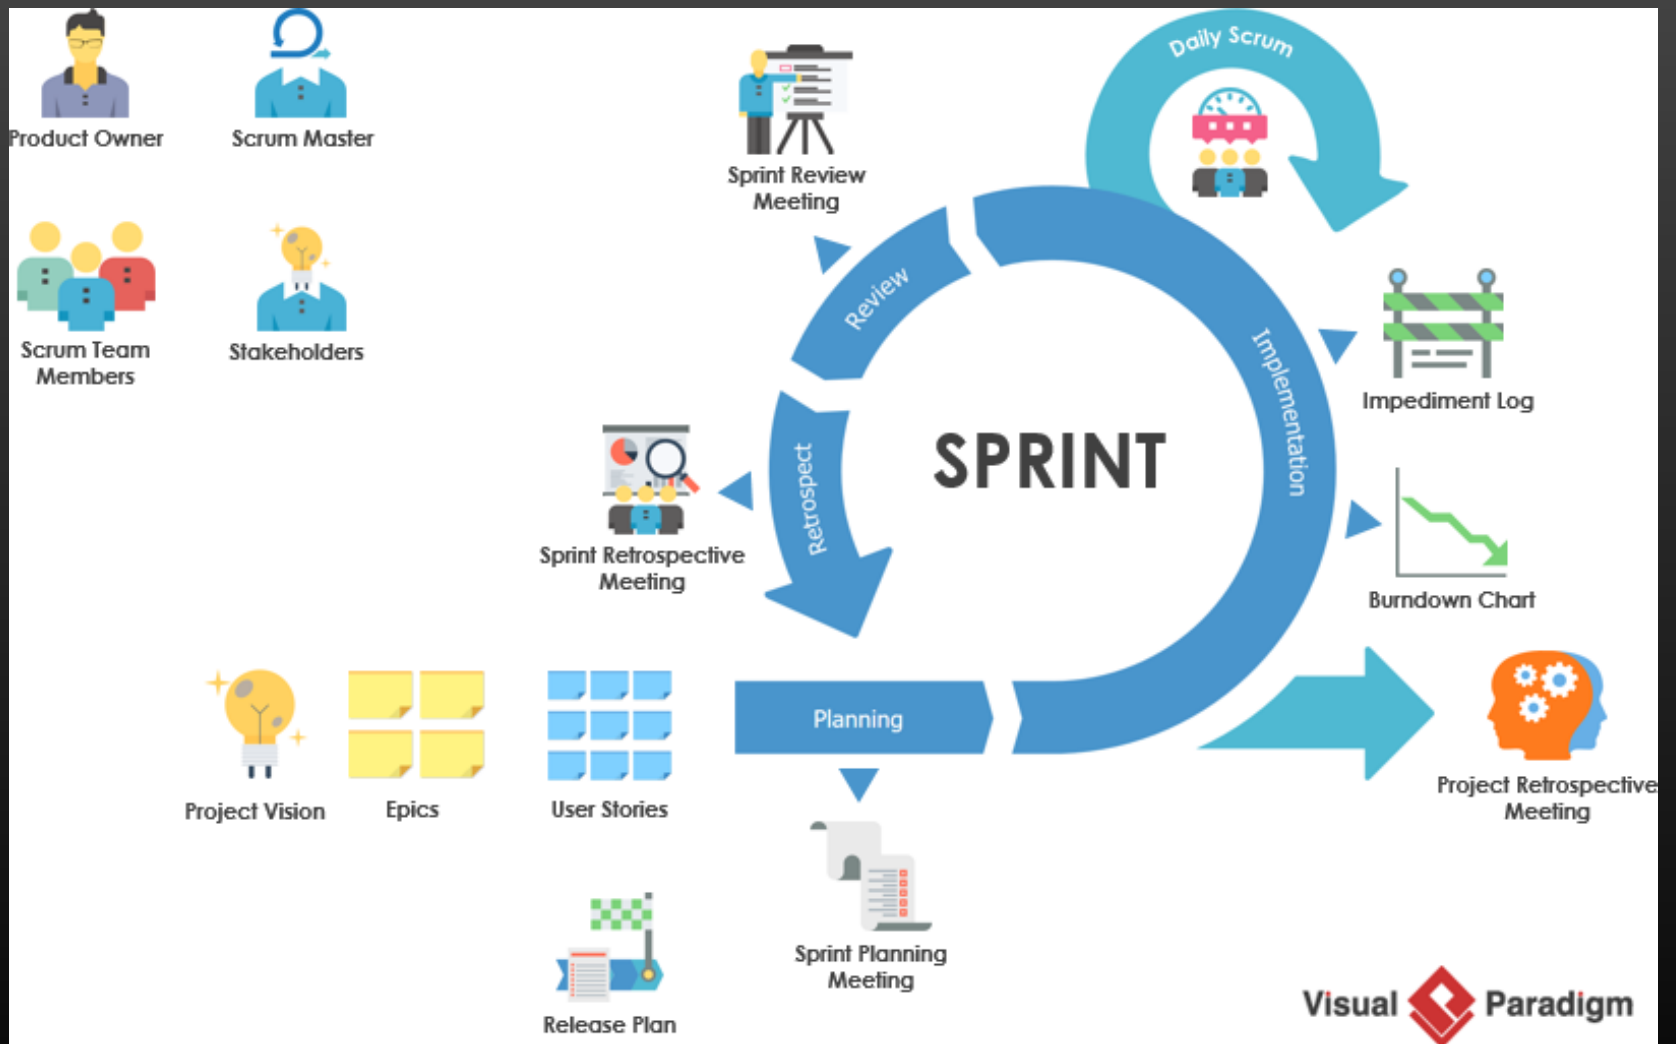 Product Owner
Scrum Master
Scrum Team
Members
Stakeholders
Sprint Review
Meeting
Daily Scrum
Review
Implementation
Impediment Log
SPRINT
Retrospect
Sprint Retrospective
Meeting
Burndown Chart
Project Vision
Epics
User Stories
Planning
Project Retrospective
Meeting
Sprint Planning
Meeting
Release Plan
Visual Paradigm